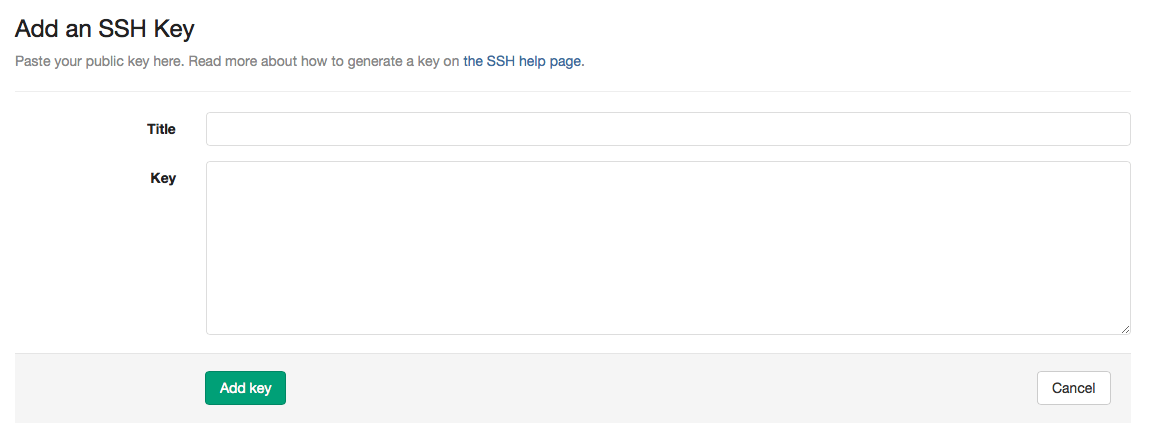 Add an SSH Key
Paste your public key here. Read more about how to generate a key on the SSH help page.
Title
Key
Add key
Cancel